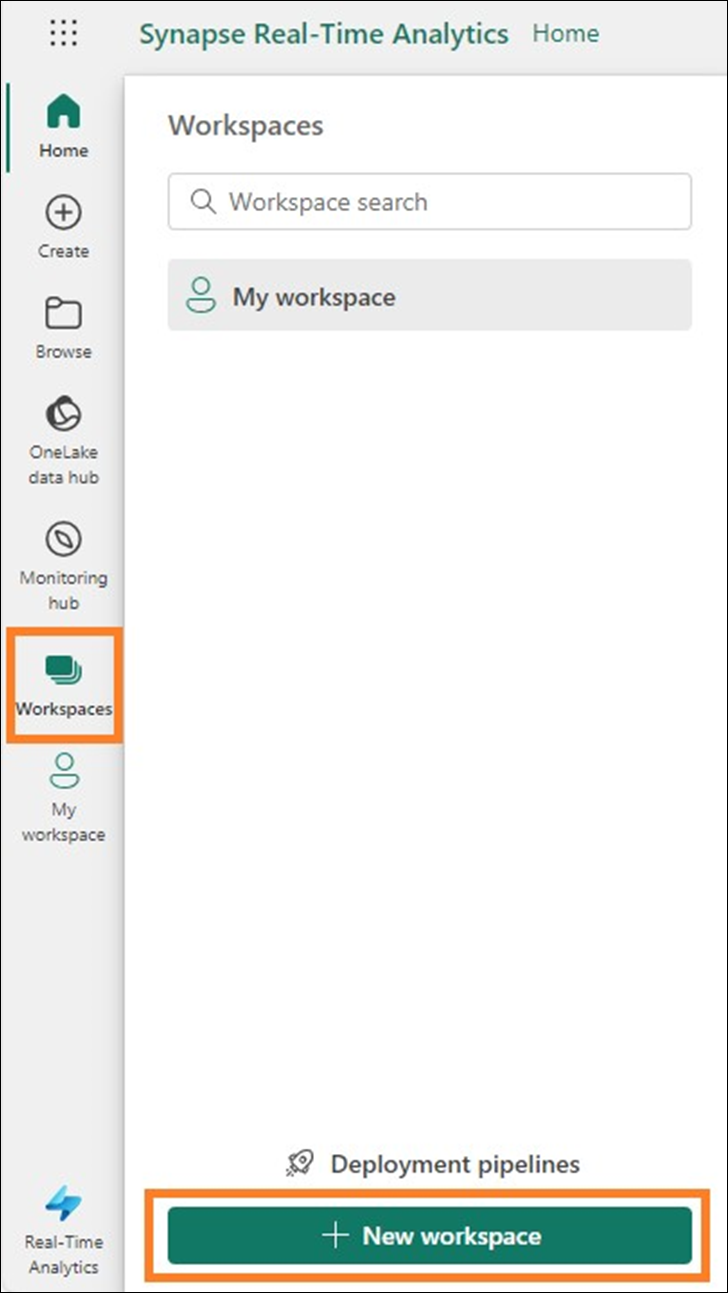 Synapse Real-Time Analytics Home
Home
Create
Browse
OneLake
data hub
Monitoring
hub
Workspaces
My
workspace
Real-Time
Analytics
Workspaces
Workspace search
My workspace
Deployment pipelines
New workspace